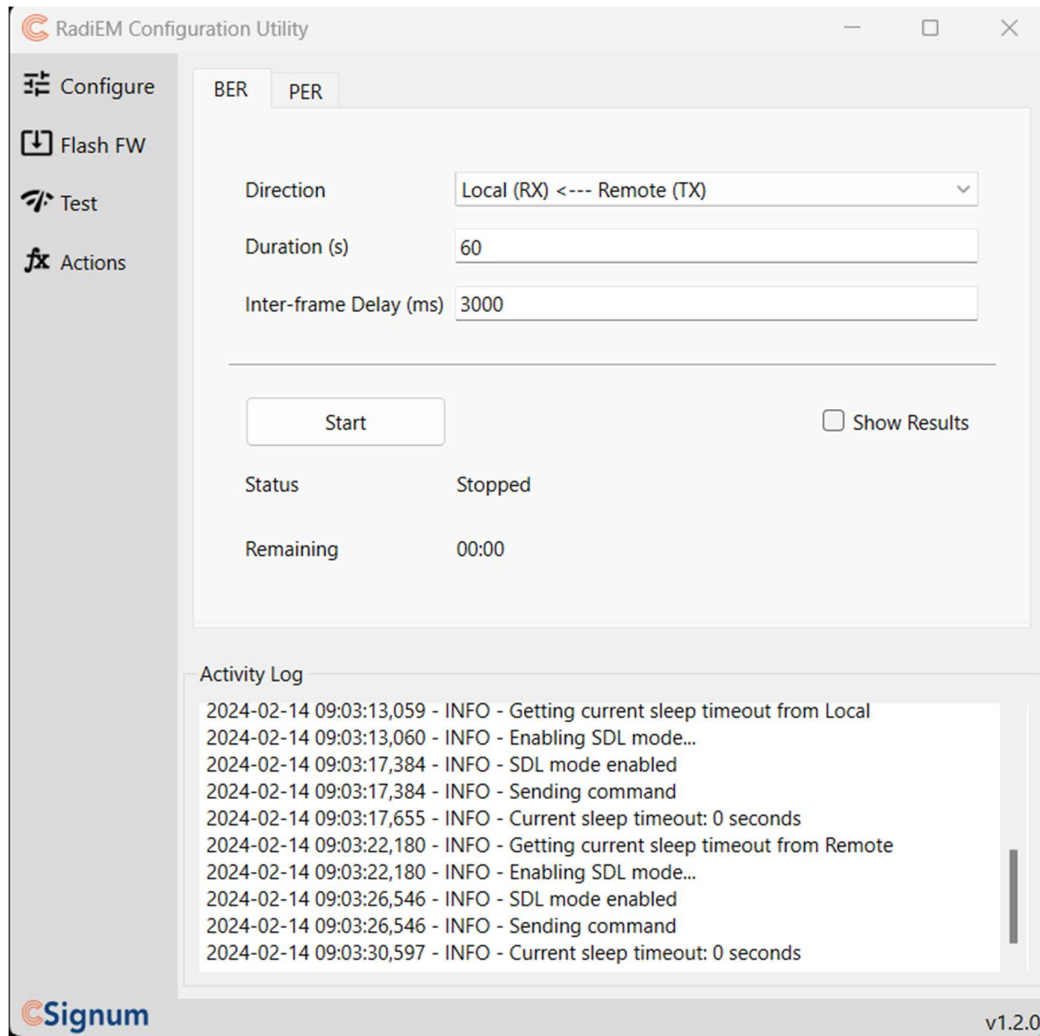 RadiEM Configuration Utility
Configure
Flash FW
Test
Actions
BER PER
Direction Local (RX) <--- Remote (TX)
Duration (s) 60
Inter-frame Delay (ms) 3000
Start Show Results
Status Stopped
Remaining 00:00
Activity Log
2024-02-14 09:03:13,059 - INFO - Getting current sleep timeout from Local
2024-02-14 09:03:13,060 - INFO - Enabling SDL mode...
2024-02-14 09:03:17,384 - INFO - SDL mode enabled
2024-02-14 09:03:17,384 - INFO - Sending command
2024-02-14 09:03:17,655 - INFO - Current sleep timeout: 0 seconds
2024-02-14 09:03:22,180 - INFO - Getting current sleep timeout from Remote
2024-02-14 09:03:22,180 - INFO - Enabling SDL mode...
2024-02-14 09:03:26,546 - INFO - SDL mode enabled
2024-02-14 09:03:26,546 - INFO - Sending command
2024-02-14 09:03:30,597 - INFO - Current sleep timeout: 0 seconds
CSignum
v1.2.0